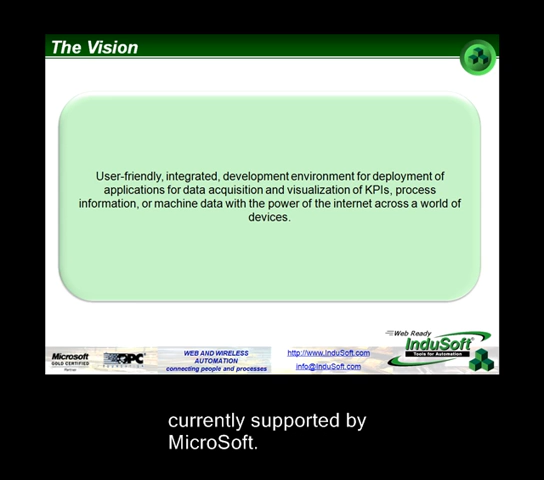 The Vision
User-friendly, integrated, development environment for deployment of
applications for data acquisition and visualization of KPIs, process
information, or machine data with the power of the internet across a world of
devices.
Web Ready
InduSoft
Tools for Automation
Microsoft
GOLD CERTIFIED
Partner
OPC
FOUNDATION
WEB AND WIRELESS
AUTOMATION
connecting people and processes
http://www.InduSoft.com
info@InduSoft.com
currently supported by
MicroSoft.